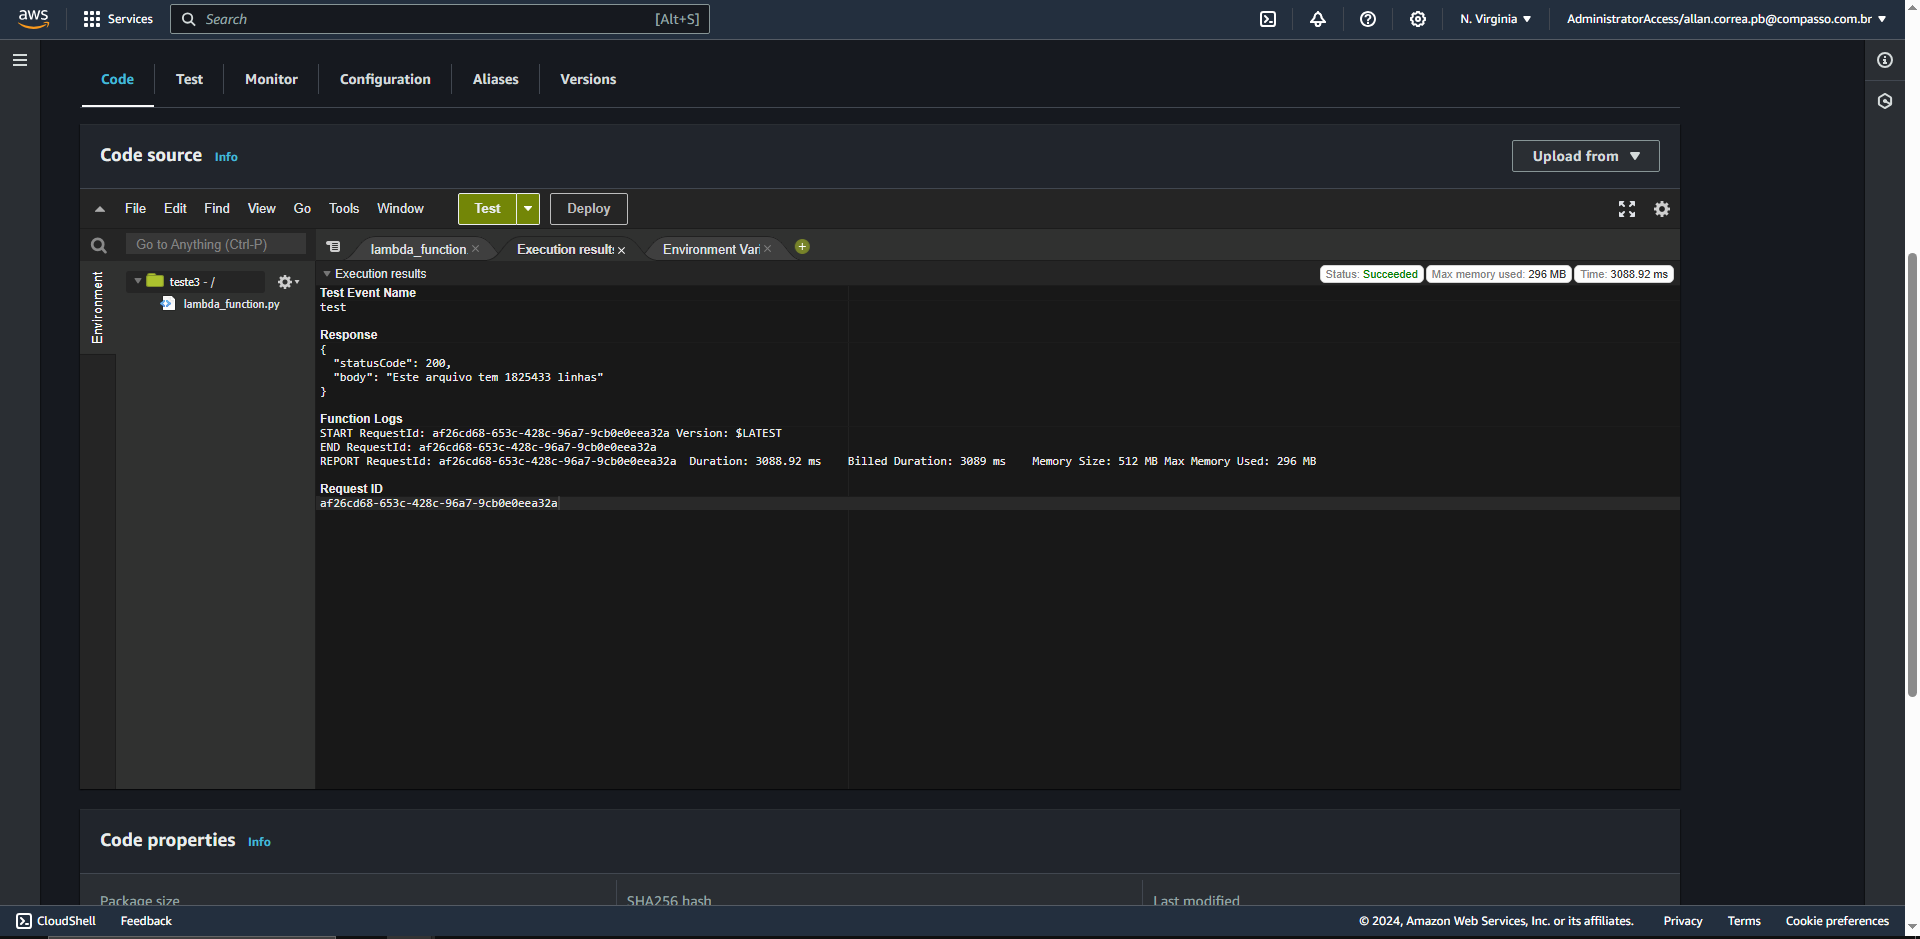 aws Services Search [Alt+S] N. Virginia AdministratorAccess/allan.correa.pb@compasso.com.br
Code Test Monitor Configuration Aliases Versions
Code source Info Upload from
File Edit Find View Go Tools Window Test Deploy
Go to Anything (Ctrl-P) lambda_function Execution results Environment Vari
Environment
teste3 - /
lambda_function.py
Execution results Status: Succeeded Max memory used: 296 MB Time: 3088.92 ms
Test Event Name
test
Response
{
"statusCode": 200,
"body": "Este arquivo tem 1825433 linhas"
}
Function Logs
START RequestId: af26cd68-653c-428c-96a7-9cb0e0eea32a Version: $LATEST
END RequestId: af26cd68-653c-428c-96a7-9cb0e0eea32a
REPORT RequestId: af26cd68-653c-428c-96a7-9cb0e0eea32a Duration: 3088.92 ms Billed Duration: 3089 ms Memory Size: 512 MB Max Memory Used: 296 MB
Request ID
af26cd68-653c-428c-96a7-9cb0e0eea32a
Code properties Info
Package size SHA256 hash Last modified
CloudShell Feedback © 2024, Amazon Web Services, Inc. or its affiliates. Privacy Terms Cookie preferences